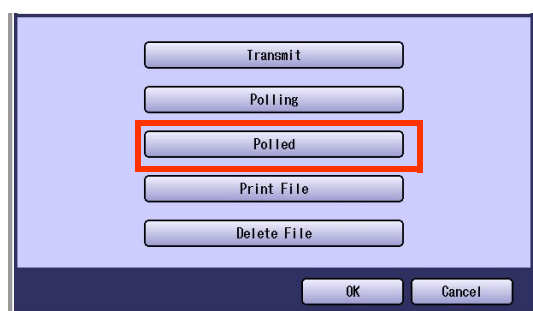 Transmit
Polling
Polled
Print File
Delete File
OK Cancel